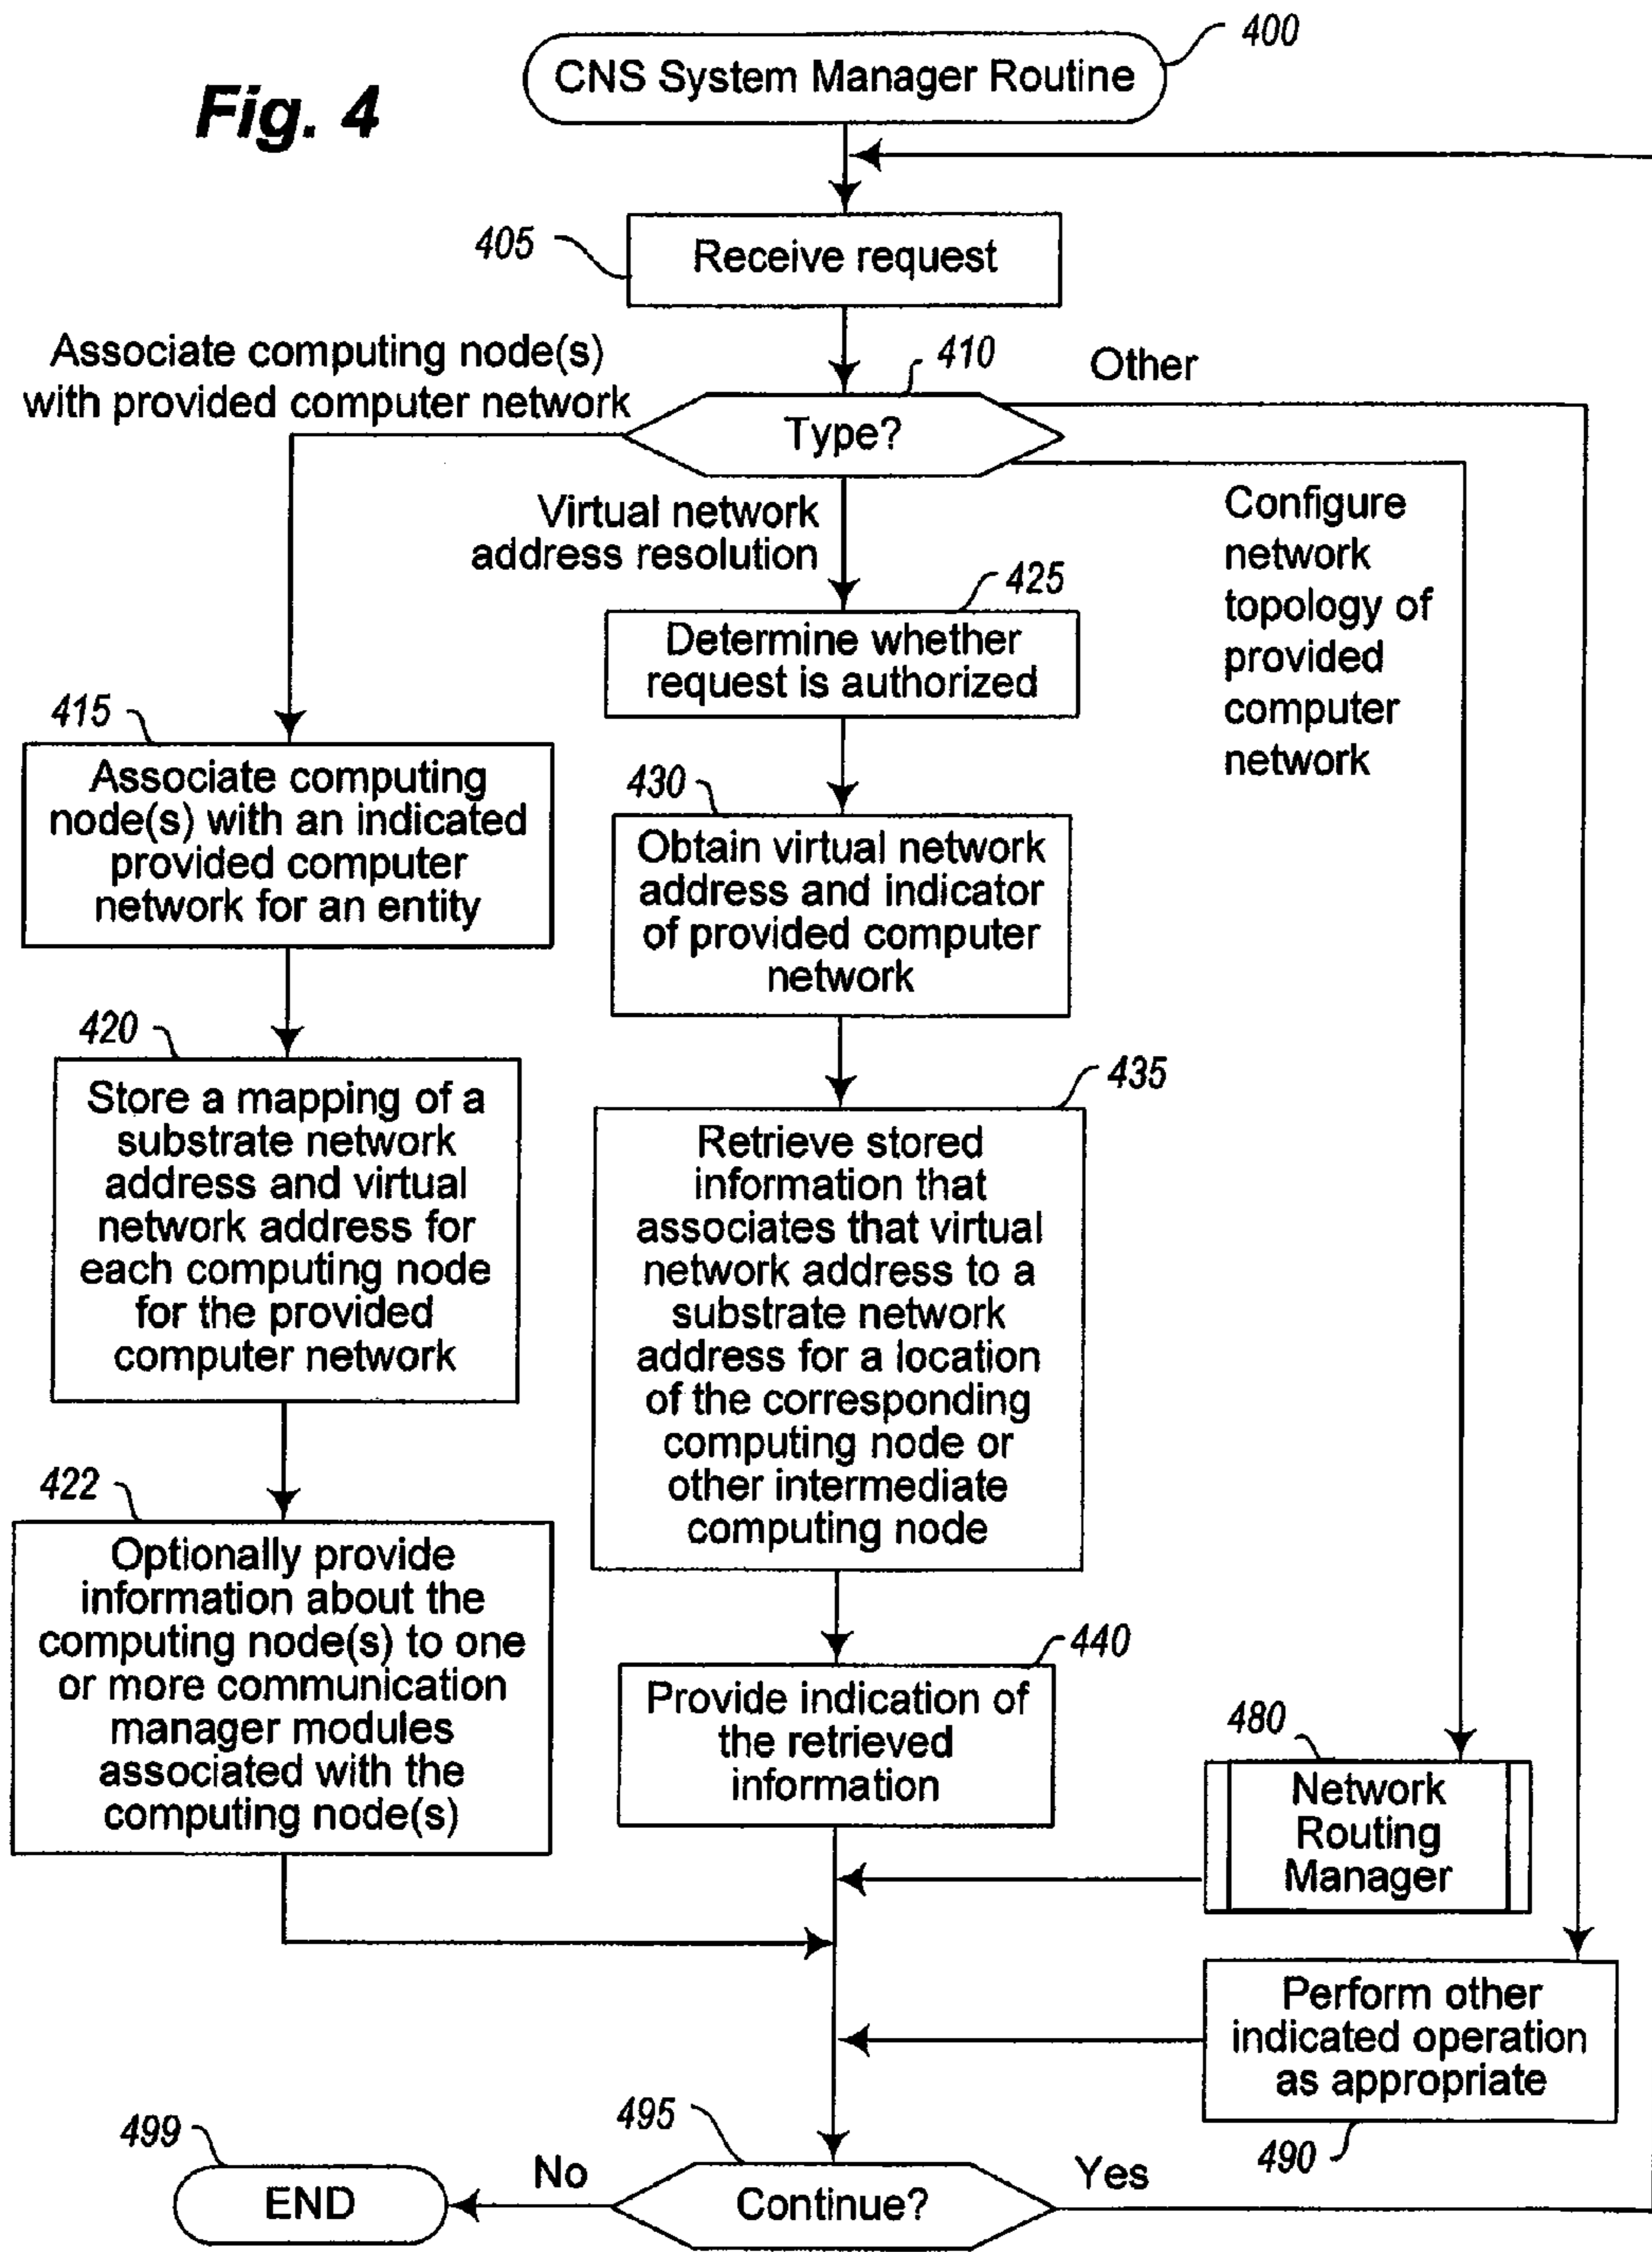 Fig. 4
CNS System Manager Routine
400
405
Receive request
Associate computing node(s)
with provided computer network
410
Type?
Other
Virtual network
address resolution
Configure
network
topology of
provided
computer
network
425
Determine whether
request is authorized
415
Associate computing
node(s) with an indicated
provided computer
network for an entity
430
Obtain virtual network
address and indicator
of provided computer
network
420
Store a mapping of a
substrate network
address and virtual
network address for
each computing node
for the provided
computer network
435
Retrieve stored
information that
associates that virtual
network address to a
substrate network
address for a location
of the corresponding
computing node or
other intermediate
computing node
422
Optionally provide
information about the
computing node(s) to one
or more communication
manager modules
associated with the
computing node(s)
440
Provide indication of
the retrieved
information
480
Network
Routing
Manager
Perform other
indicated operation
as appropriate
490
495
Continue?
Yes
No
499
END